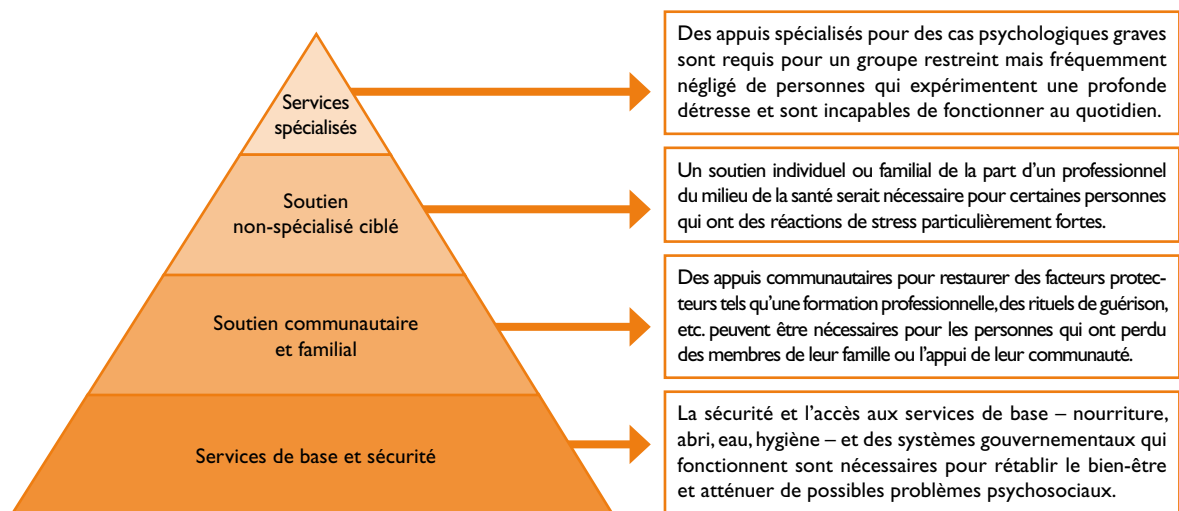 Services
spécialisés
Des appuis spécialisés pour des cas psychologiques graves
sont requis pour un groupe restreint mais fréquemment
négligé de personnes qui expérimentent une profonde
détresse et sont incapables de fonctionner au quotidien.
Soutien
non-spécialisé ciblé
Un soutien individuel ou familial de la part d'un professionnel
du milieu de la santé serait nécessaire pour certaines personnes
qui ont des réactions de stress particulièrement fortes.
Soutien communautaire
et familial
Des appuis communautaires pour restaurer des facteurs protec-
teurs tels qu'une formation professionnelle, des rituels de guérison,
etc. peuvent être nécessaires pour les personnes qui ont perdu
des membres de leur famille ou l'appui de leur communauté.
Services de base et sécurité
La sécurité et l'accès aux services de base – nourriture,
abri, eau, hygiène – et des systèmes gouvernementaux qui
fonctionnent sont nécessaires pour rétablir le bien-être
et atténuer de possibles problèmes psychosociaux.